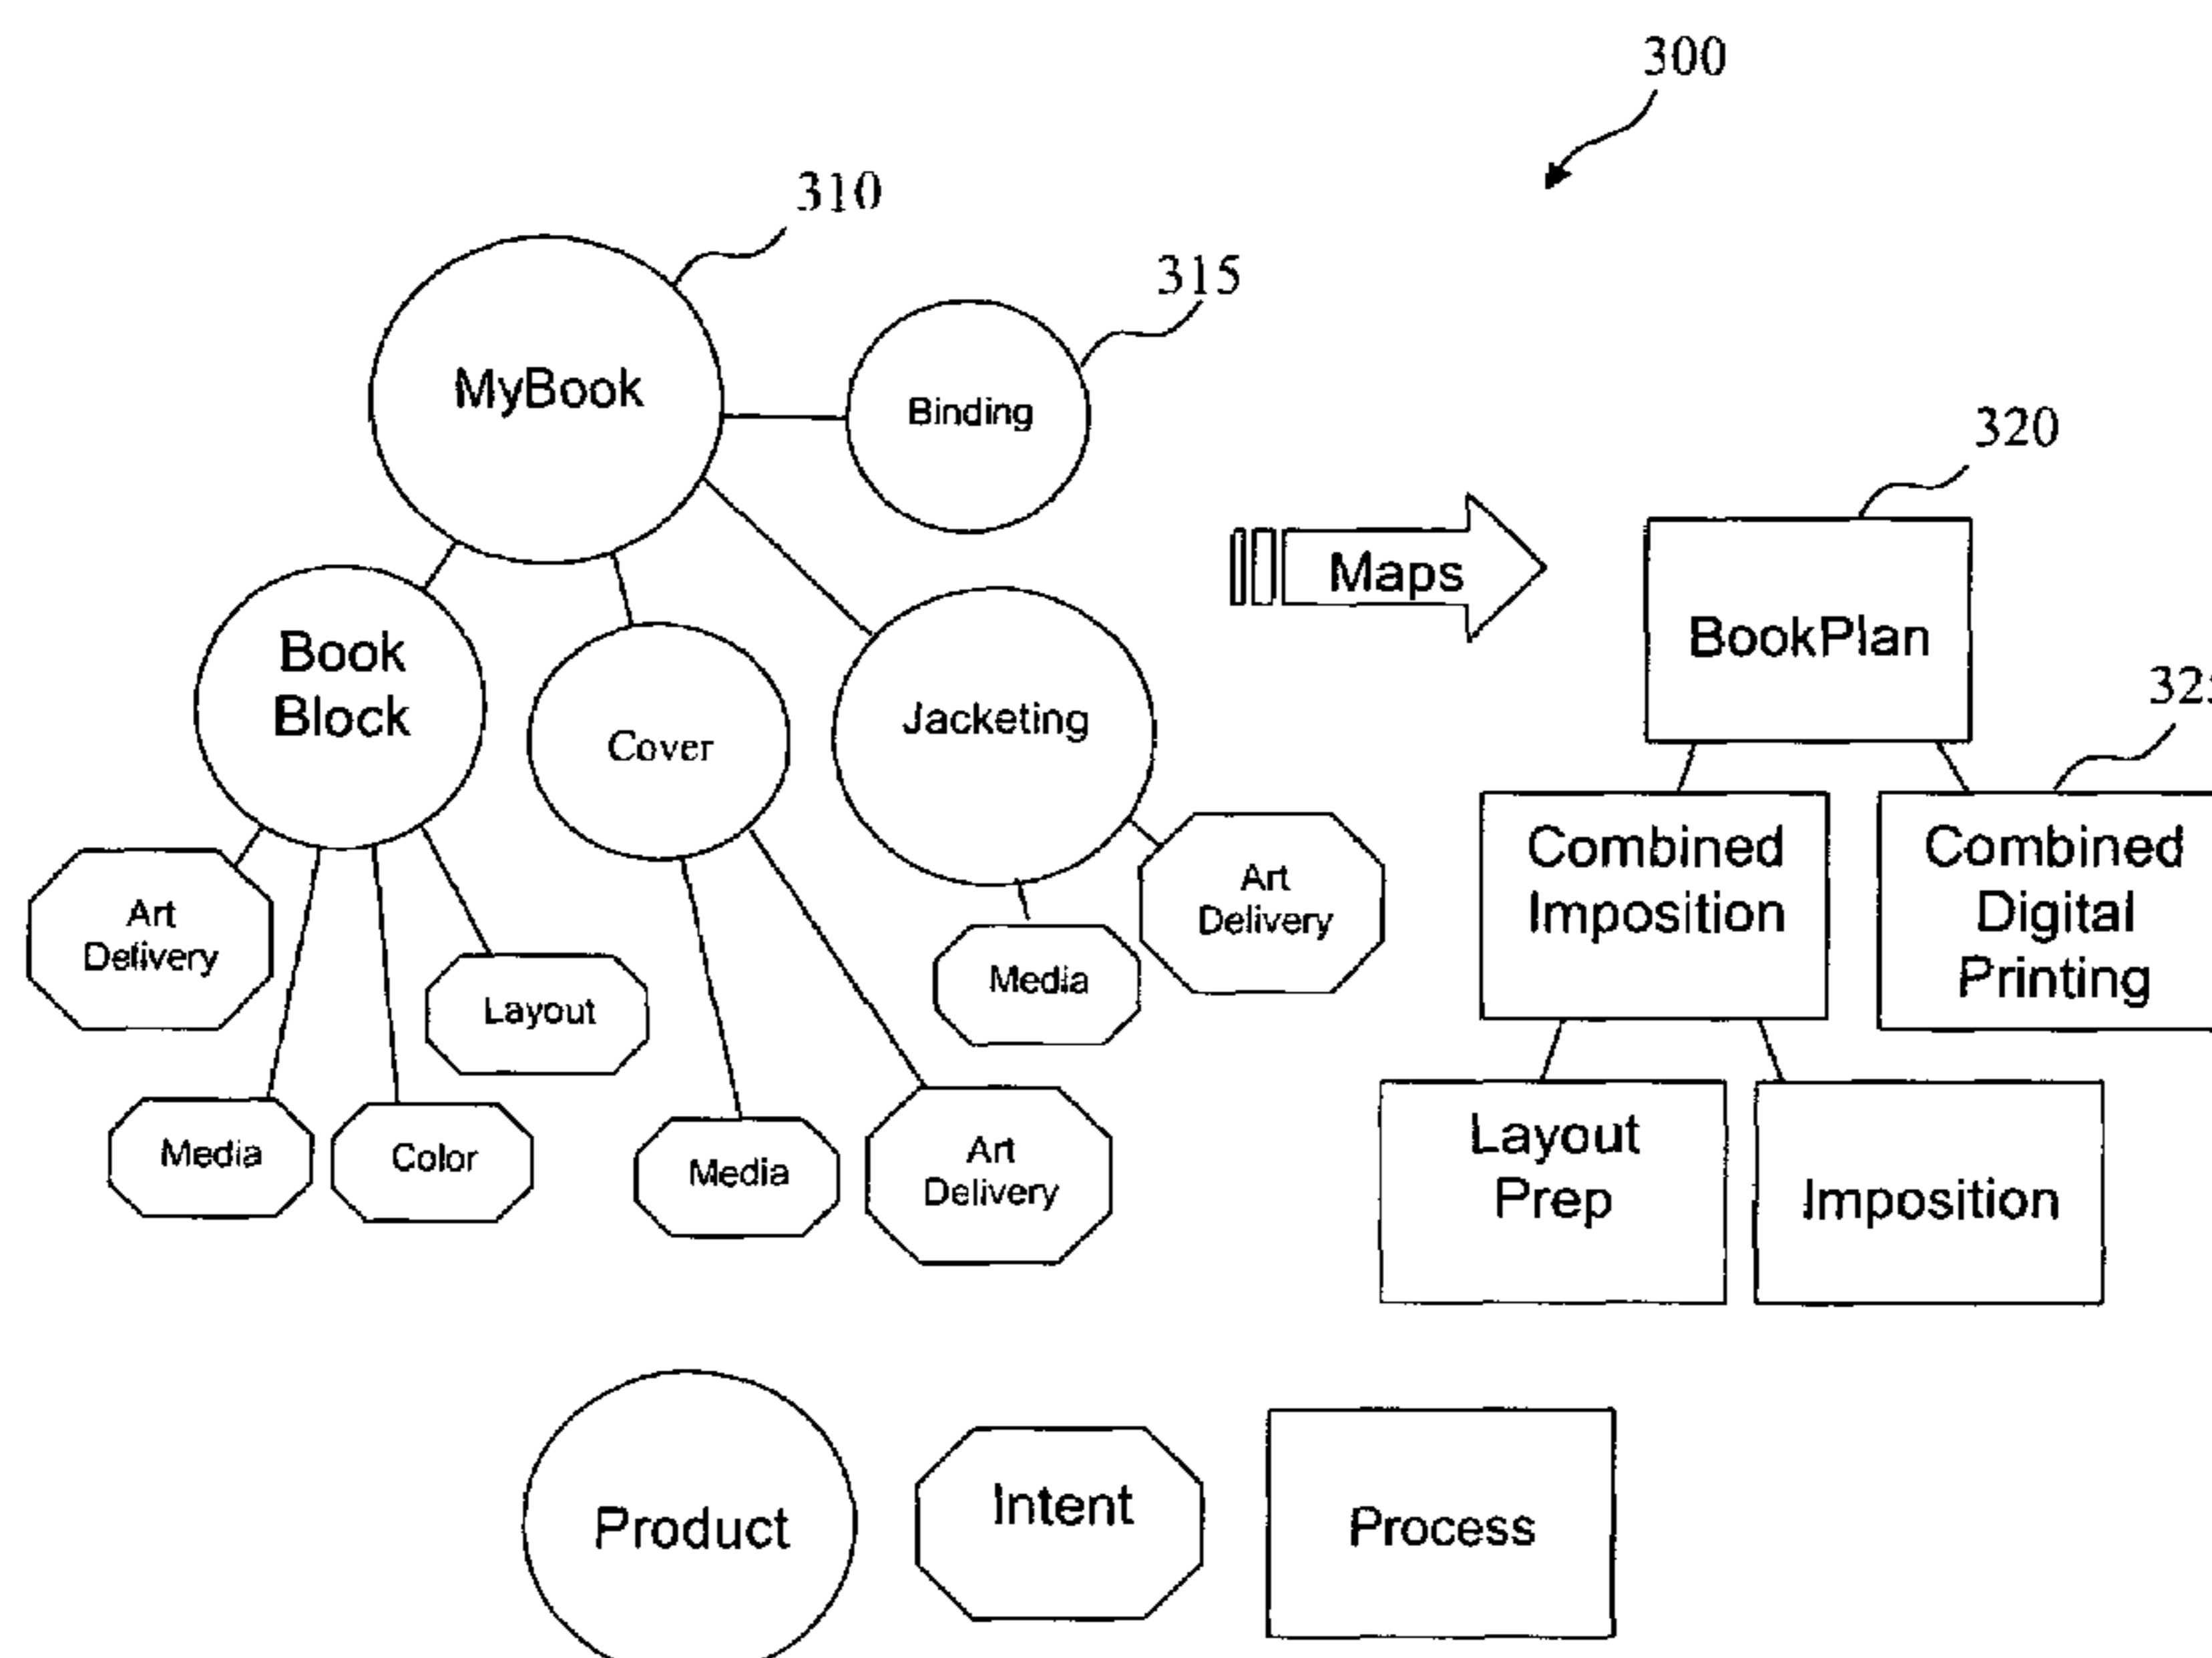 300
310
315
MyBook
Binding
320
Maps
BookPlan
Book
Block
Cover
Jacketing
Combined
Imposition
Combined
Digital
Printing
Art
Delivery
Art
Delivery
Media
Layout
Media
Color
Media
Art
Delivery
Layout
Prep
Imposition
Product
Intent
Process